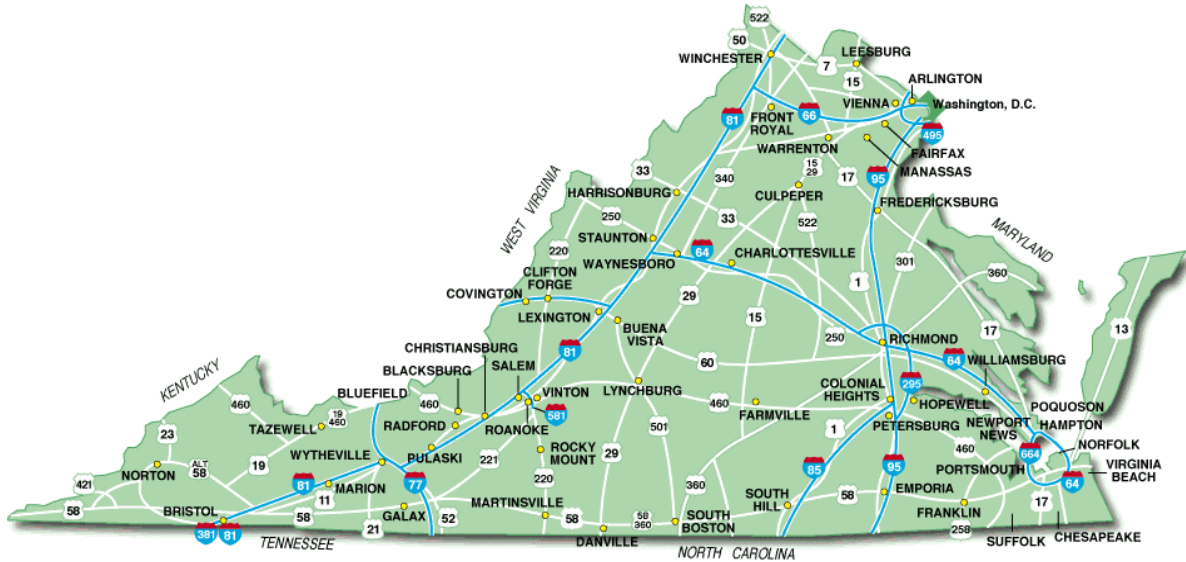 522
50
WINCHESTER
LEESBURG
7
15
ARLINGTON
VIENNA
Washington, D.C.
81
FRONT
ROYAL
66
495
WARRENTON
FAIRFAX
MANASSAS
15
29
33
340
17
95
HARRISONBURG
CULPEPER
WEST VIRGINIA
FREDERICKSBURG
250
33
522
MARYLAND
STAUNTON
64
220
WAYNESBORO
CHARLOTTESVILLE
301
360
CLIFTON
FORGE
1
COVINGTON
29
LEXINGTON
15
BUENA
VISTA
17
13
250
RICHMOND
CHRISTIANSBURG
81
60
64
WILLIAMSBURG
BLACKSBURG
SALEM
KENTUCKY
BLUEFIELD
VINTON
LYNCHBURG
295
COLONIAL
HEIGHTS
460
19
460
460
581
460
FARMVILLE
HOPEWELL
POQUOSON
TAZEWELL
RADFORD
ROANOKE
PETERSBURG
NEWPORT
NEWS
HAMPTON
23
501
1
NORFOLK
WYTHEVILLE
PULASKI
ROCKY
MOUNT
29
460
664
NORTON
ALT
58
19
221
PORTSMOUTH
VIRGINIA
BEACH
220
85
95
421
81
MARION
77
360
64
11
MARTINSVILLE
SOUTH
HILL
58
EMPORIA
17
58
BRISTOL
58
GALAX
52
58
58
360
SOUTH
BOSTON
FRANKLIN
21
258
381
81
DANVILLE
SUFFOLK
CHESAPEAKE
TENNESSEE
NORTH CAROLINA